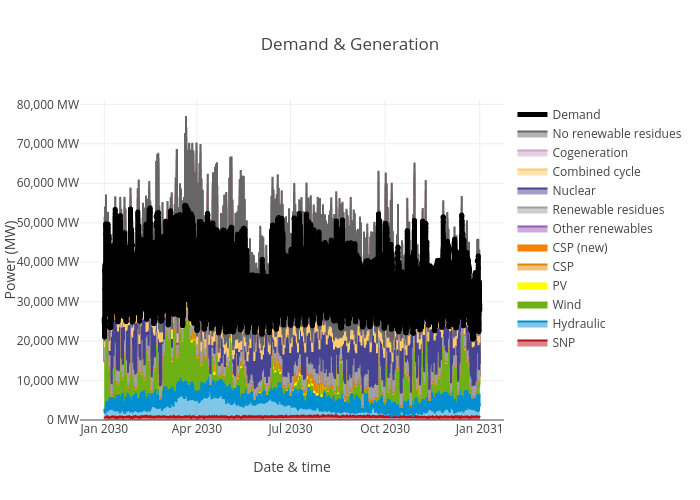 Demand & Generation
80,000 MW
70,000 MW
60,000 MW
50,000 MW
40,000 MW
30,000 MW
20,000 MW
10,000 MW
0 MW
Power (MW)
Jan 2030
Apr 2030
Jul 2030
Oct 2030
Jan 2031
Date & time
Demand
No renewable residues
Cogeneration
Combined cycle
Nuclear
Renewable residues
Other renewables
CSP (new)
CSP
PV
Wind
Hydraulic
SNP